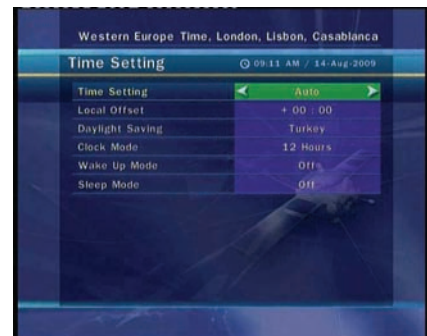 Western Europe Time, London, Lisbon, Casablanca
Time Setting 09:11 AM / 14-Aug-2009
Time Setting Auto
Local Offset + 00 : 00
Daylight Saving Turkey
Clock Mode 12 Hours
Wake Up Mode Off
Sleep Mode Off